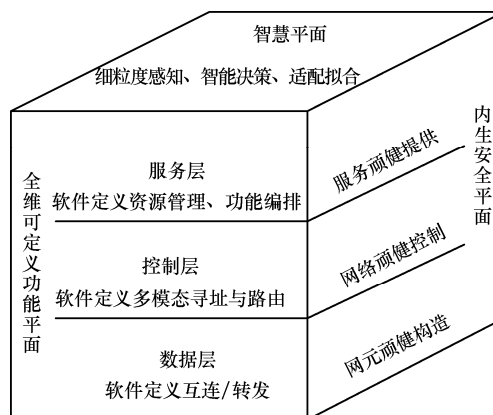 智慧平面
细粒度感知、智能决策、适配拟合
全维可定义功能平面
服务层
软件定义资源管理、功能编排
控制层
软件定义多模态寻址与路由
数据层
软件定义互连/转发
服务顽健提供
网络顽健控制
网元顽健构造
内生安全平面